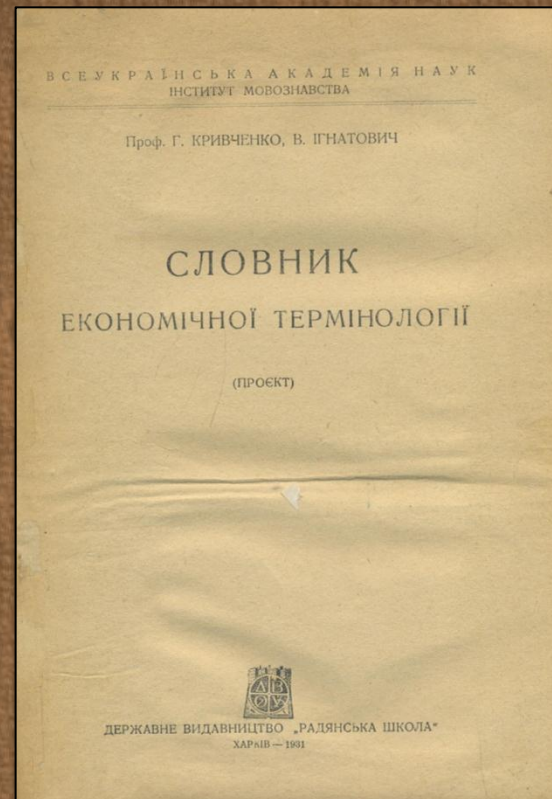 ВСЕУКРАЇНСЬКА АКАДЕМІЯ НАУК
ІНСТИТУТ МОВОЗНАВСТВА
Проф. Г. КРИВЧЕНКО, В. ІГНАТОВИЧ
СЛОВНИК
ЕКОНОМІЧНОЇ ТЕРМІНОЛОГІЇ
(ПРОЄКТ)
ДЕРЖАВНЕ ВИДАВНИЦТВО „РАДЯНСЬКА ШКОЛА"
ХАРКІВ — 1931